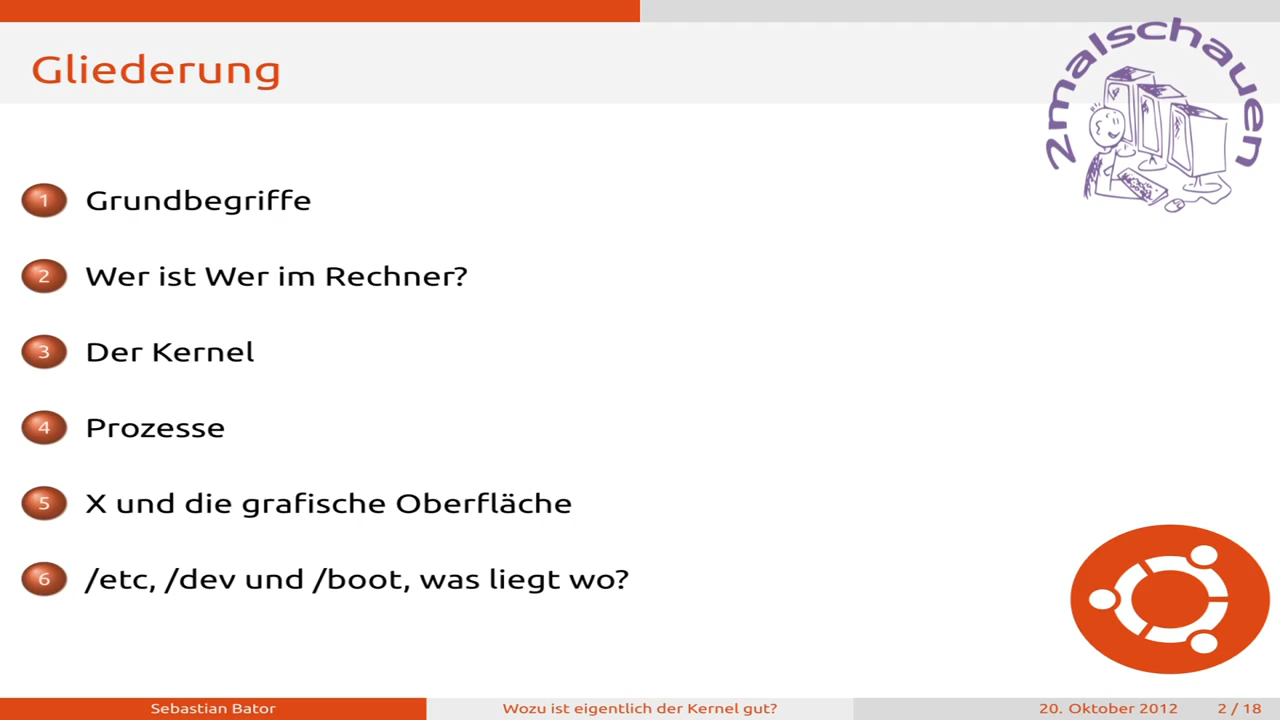 Gliederung
2malschauen
1 Grundbegriffe
2 Wer ist Wer im Rechner?
3 Der Kernel
4 Prozesse
5 X und die grafische Oberfläche
6 /etc, /dev und /boot, was liegt wo?
Sebastian Bator Wozu ist eigentlich der Kernel gut? 20. Oktober 2012 2 / 18